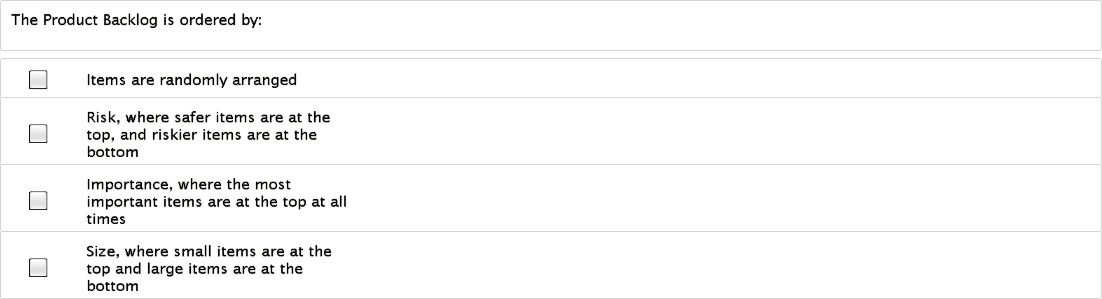 The Product Backlog is ordered by:
Items are randomly arranged
Risk, where safer items are at the
top, and riskier items are at the
bottom
Importance, where the most
important items are at the top at all
times
Size, where small items are at the
top and large items are at the
bottom